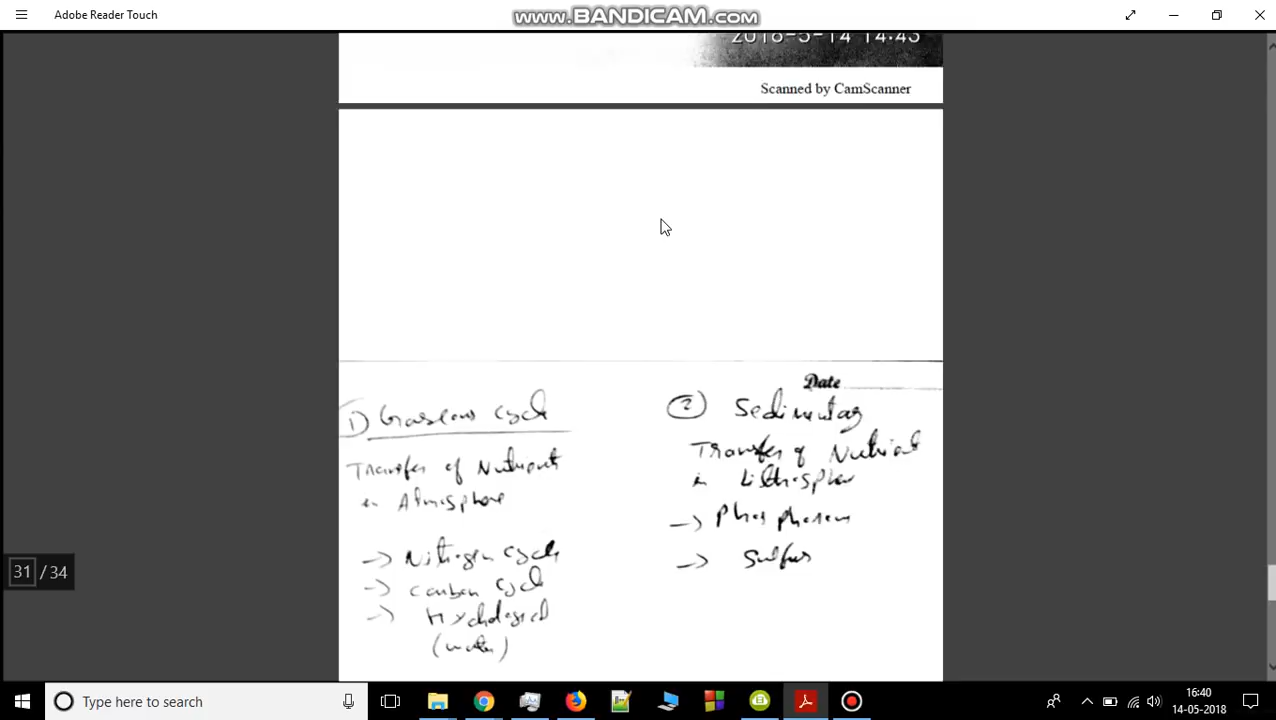 Adobe Reader Touch
www.BANDICAM.com
2018-5-14 14:43
Scanned by CamScanner
Date
1) Gaseous cycle
Transfer of Nutrients
in Atmosphere
→ Nitrogen cycle
→ carbon cycle
→ Hydrological
(water)
② Sedimentary
Transfer of Nutrient
in Lithosphere
→ Phosphorous
→ Sulfur
31 / 34
Type here to search
16:40
14-05-2018